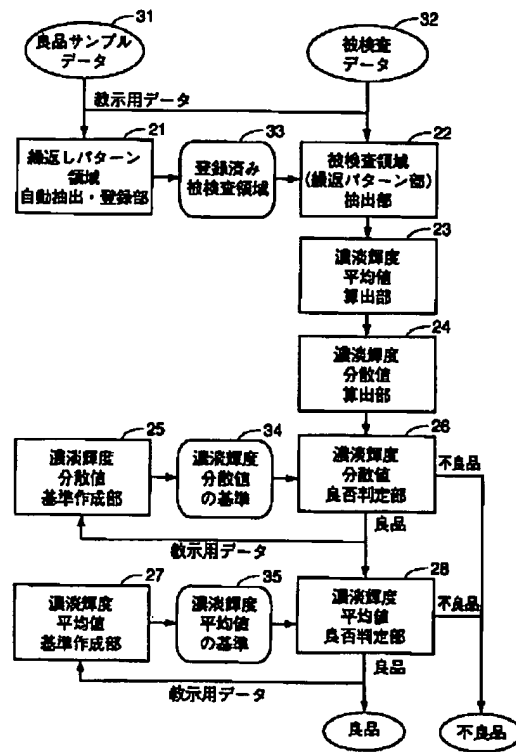 31
良品サンプル
データ
32
被検査
データ
教示用データ
21
繰返しパターン
領域
自動抽出・登録部
33
登録済み
被検査領域
22
被検査領域
(繰返パターン部)
抽出部
23
濃淡輝度
平均値
算出部
24
濃淡輝度
分散値
算出部
25
濃淡輝度
分散値
基準作成部
34
濃淡輝度
分散値
の基準
26
濃淡輝度
分散値
良否判定部
不良品
良品
教示用データ
27
濃淡輝度
平均値
基準作成部
35
濃淡輝度
平均値
の基準
28
濃淡輝度
平均値
良否判定部
不良品
良品
教示用データ
良品
不良品